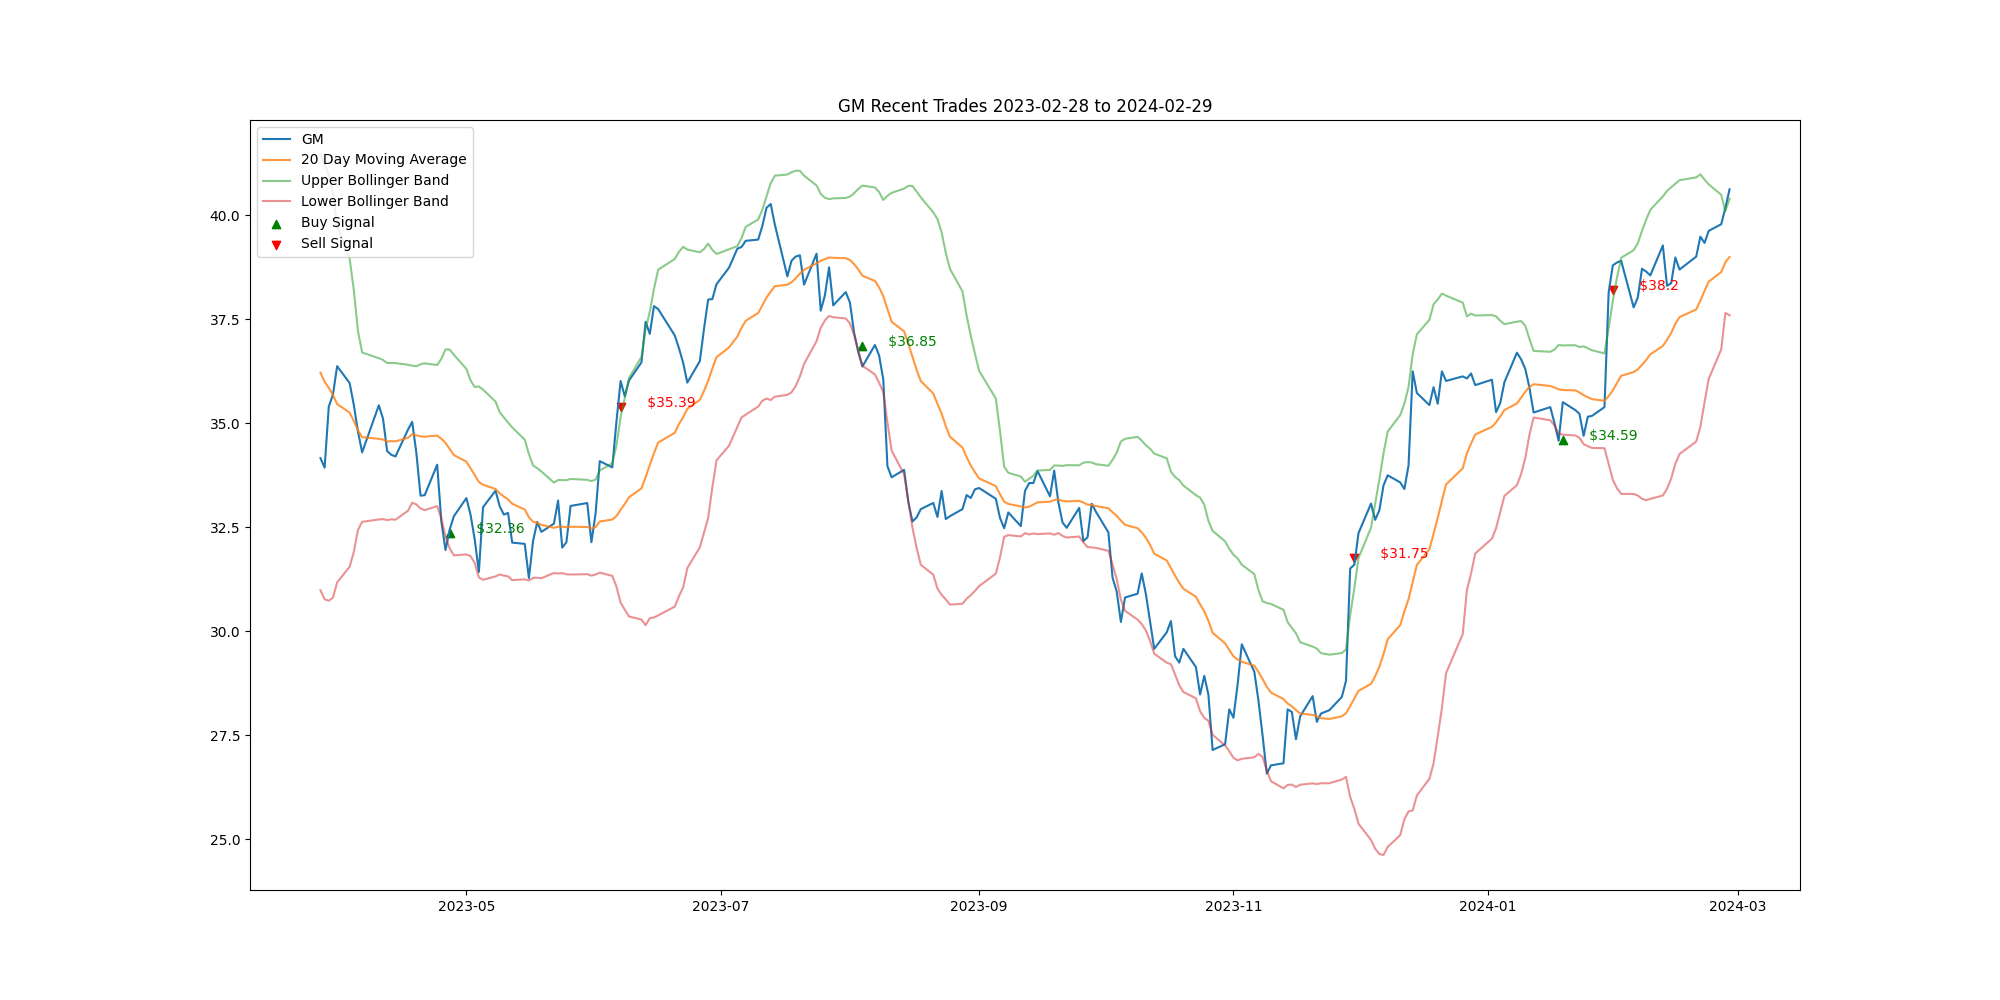 GM Recent Trades 2023-02-28 to 2024-02-29
GM
20 Day Moving Average
Upper Bollinger Band
Lower Bollinger Band
Buy Signal
Sell Signal
40.0
37.5
35.0
32.5
30.0
27.5
25.0
$32.36
$35.39
$36.85
$31.75
$34.59
$38.2
2023-05
2023-07
2023-09
2023-11
2024-01
2024-03